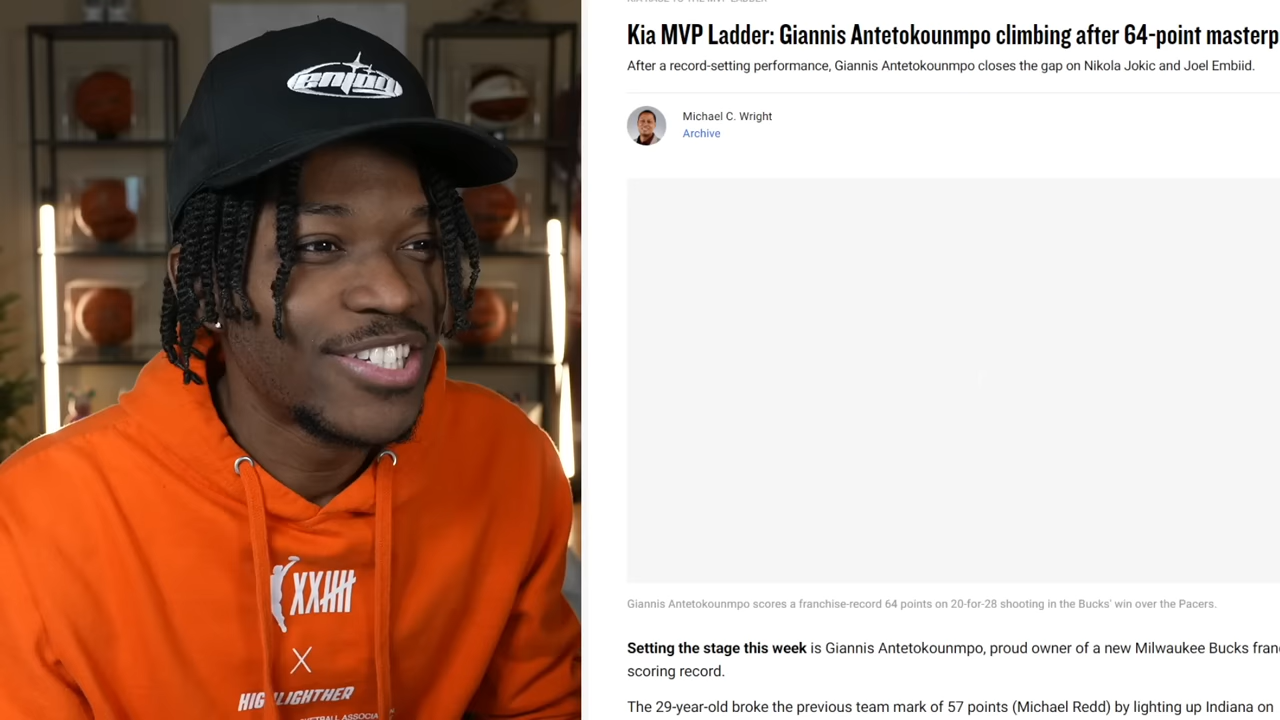 enjoy
XX
X
HIGHLIGHTHER
Kia MVP Ladder: Giannis Antetokounmpo climbing after 64-point masterp
After a record-setting performance, Giannis Antetokounmpo closes the gap on Nikola Jokic and Joel Embiid.
Michael C. Wright
Archive
Giannis Antetokounmpo scores a franchise-record 64 points on 20-for-28 shooting in the Bucks' win over the Pacers.
Setting the stage this week is Giannis Antetokounmpo, proud owner of a new Milwaukee Bucks fran
scoring record.
The 29-year-old broke the previous team mark of 57 points (Michael Redd) by lighting up Indiana on